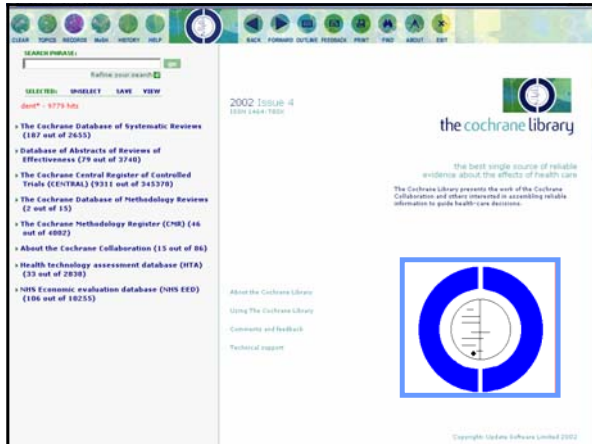 CLEAR TOPICS RECORDS MeSH HISTORY HELP BACK FORWARD OUTLINE FEEDBACK PRINT FIND ABOUT EXIT
SEARCH PHRASE:
go
Refine your search
SELECTED: UNSELECT SAVE VIEW
dent* - 9779 hits
The Cochrane Database of Systematic Reviews
(187 out of 2655)
Database of Abstracts of Reviews of
Effectiveness (79 out of 3740)
The Cochrane Central Register of Controlled
Trials (CENTRAL) (9311 out of 345370)
The Cochrane Database of Methodology Reviews
(2 out of 15)
The Cochrane Methodology Register (CMR) (46
out of 4002)
About the Cochrane Collaboration (15 out of 86)
Health technology assessment database (HTA)
(33 out of 2830)
NHS Economic evaluation database (NHS EED)
(106 out of 10255)
2002 Issue 4
ISSN 1464-780X
the cochrane library
the best single source of reliable
evidence about the effects of health care
The Cochrane Library presents the work of the Cochrane
Collaboration and others interested in assembling reliable
information to guide health-care decisions.
About the Cochrane Library
Using The Cochrane Library
Comments and feedback
Technical support
Copyright: Update Software Limited 2002